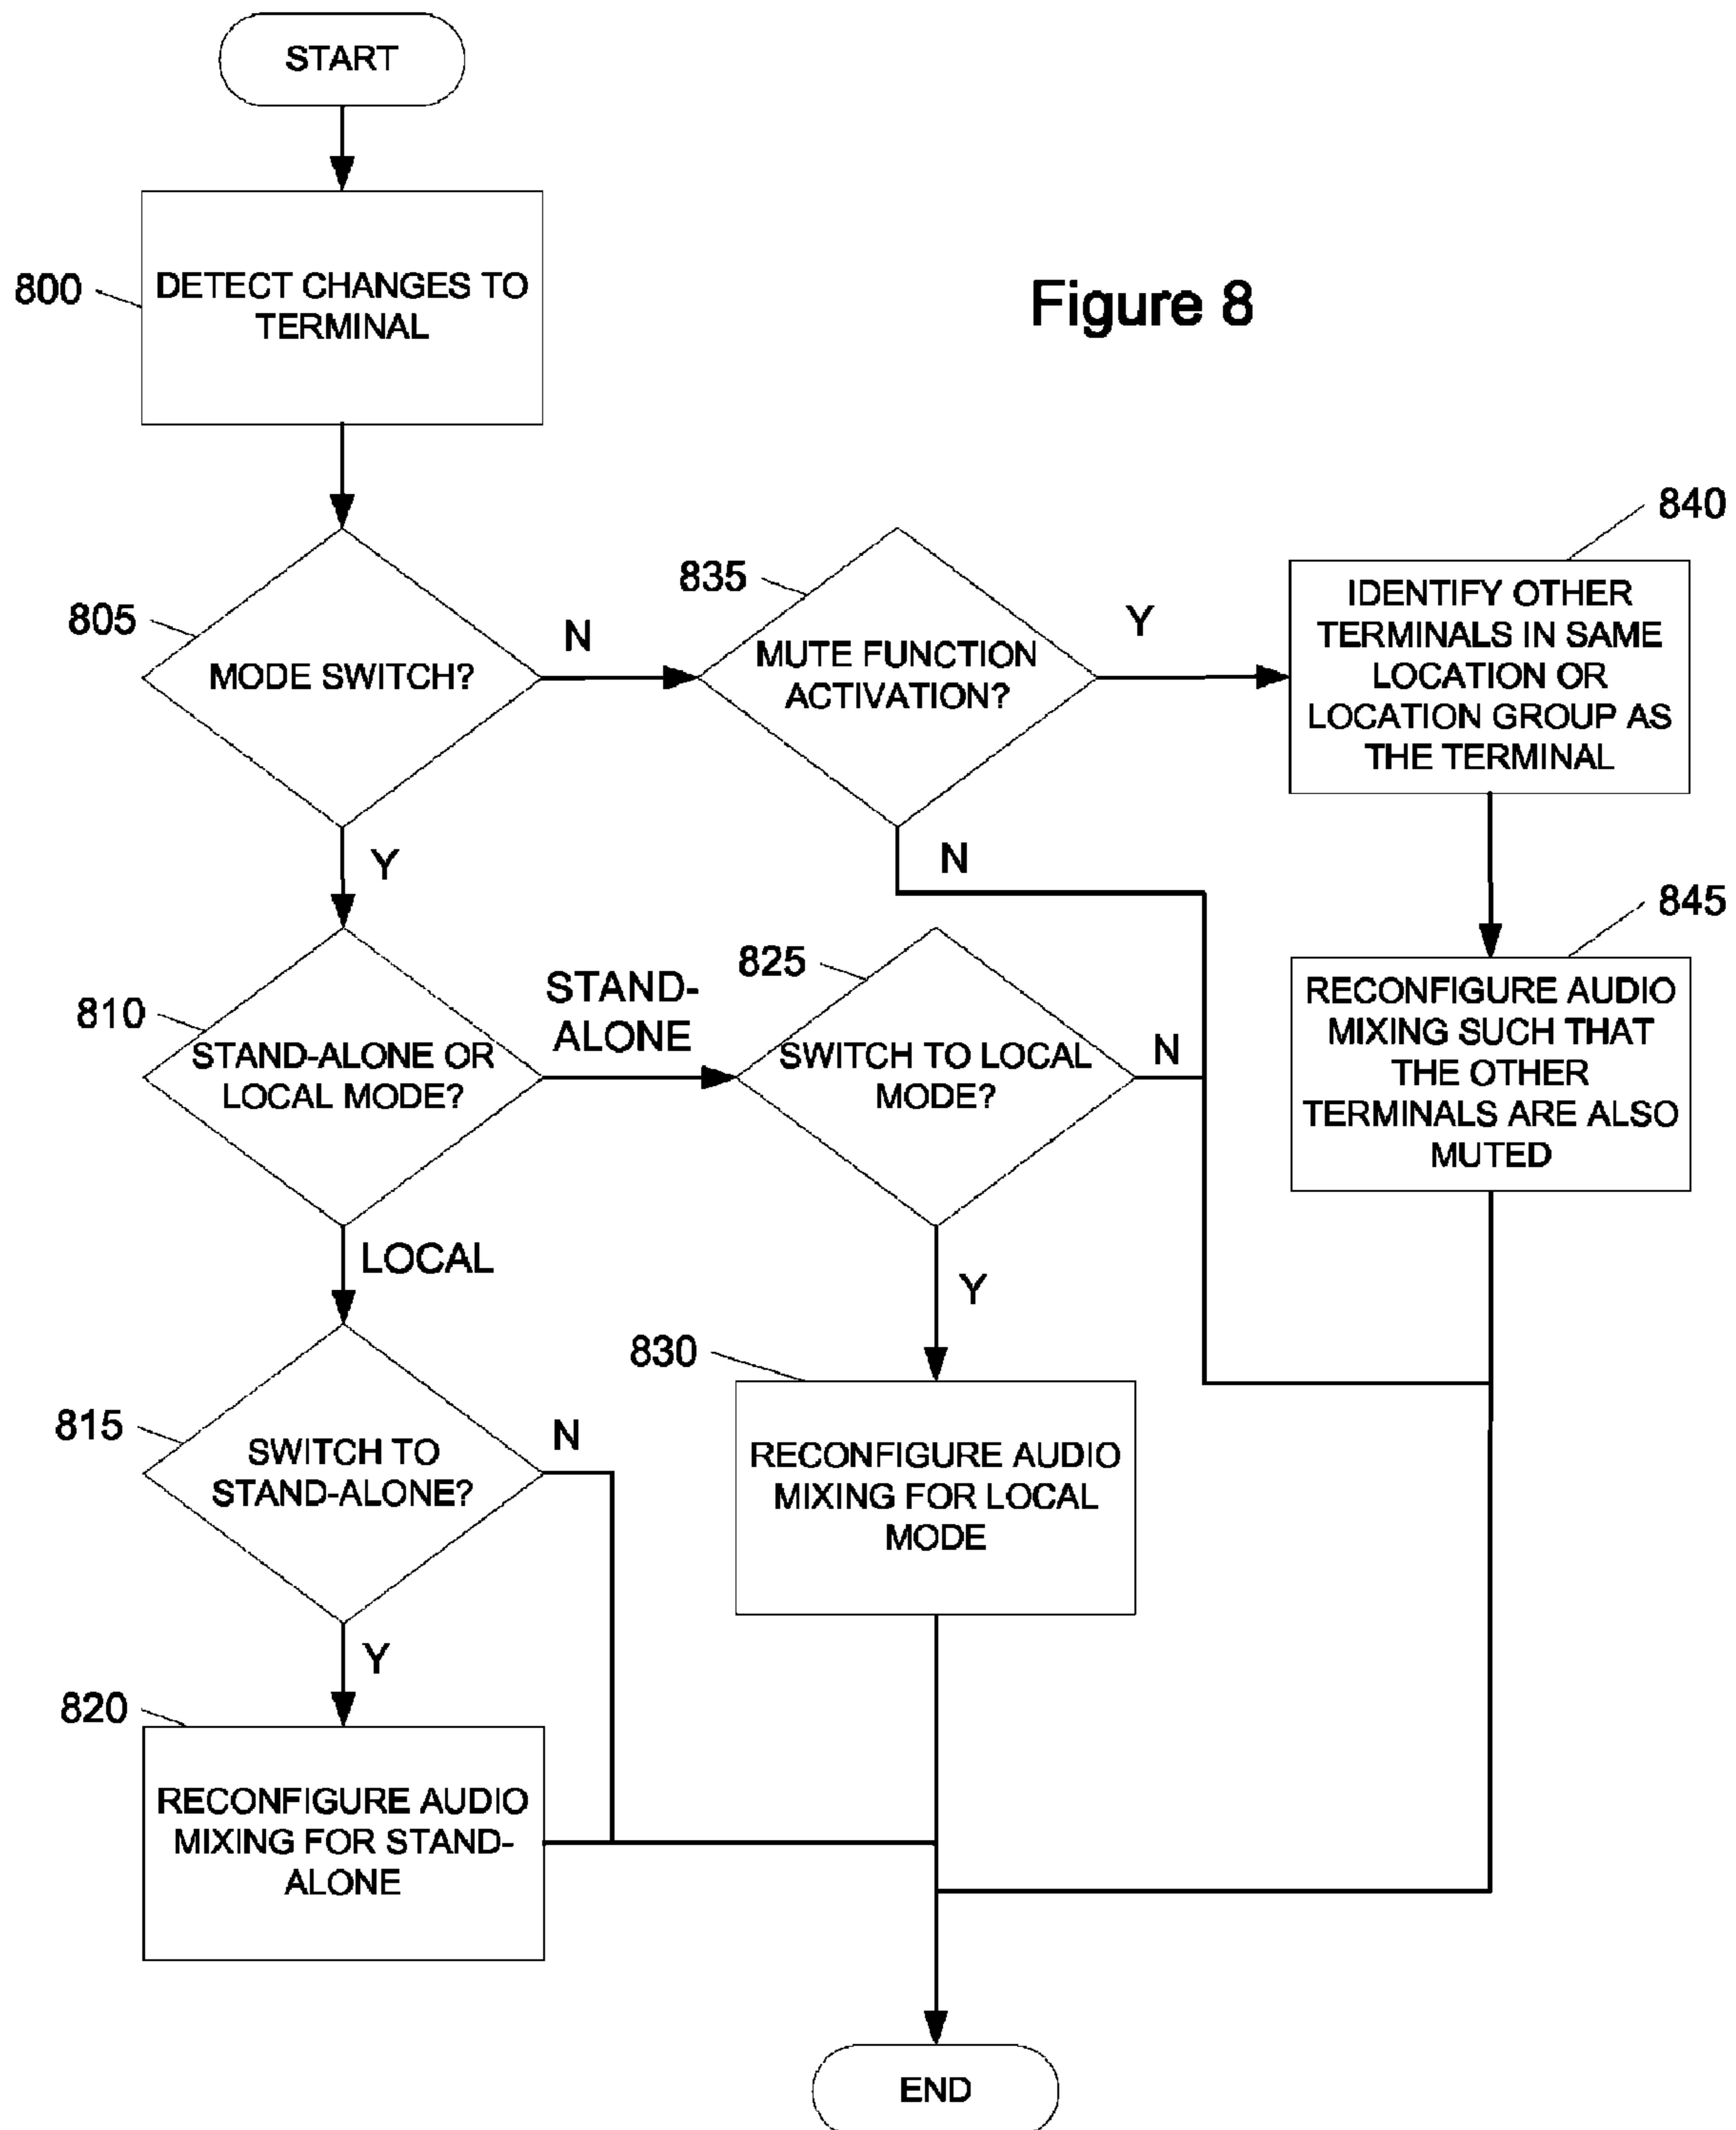 START
800
DETECT CHANGES TO
TERMINAL
Figure 8
805
MODE SWITCH?
N
835
MUTE FUNCTION
ACTIVATION?
Y
840
IDENTIFY OTHER
TERMINALS IN SAME
LOCATION OR
LOCATION GROUP AS
THE TERMINAL
Y
N
810
STAND-ALONE OR
LOCAL MODE?
STAND-
ALONE
825
SWITCH TO LOCAL
MODE?
N
845
RECONFIGURE AUDIO
MIXING SUCH THAT
THE OTHER
TERMINALS ARE ALSO
MUTED
LOCAL
Y
815
SWITCH TO
STAND-ALONE?
N
830
RECONFIGURE AUDIO
MIXING FOR LOCAL
MODE
Y
820
RECONFIGURE AUDIO
MIXING FOR STAND-
ALONE
END